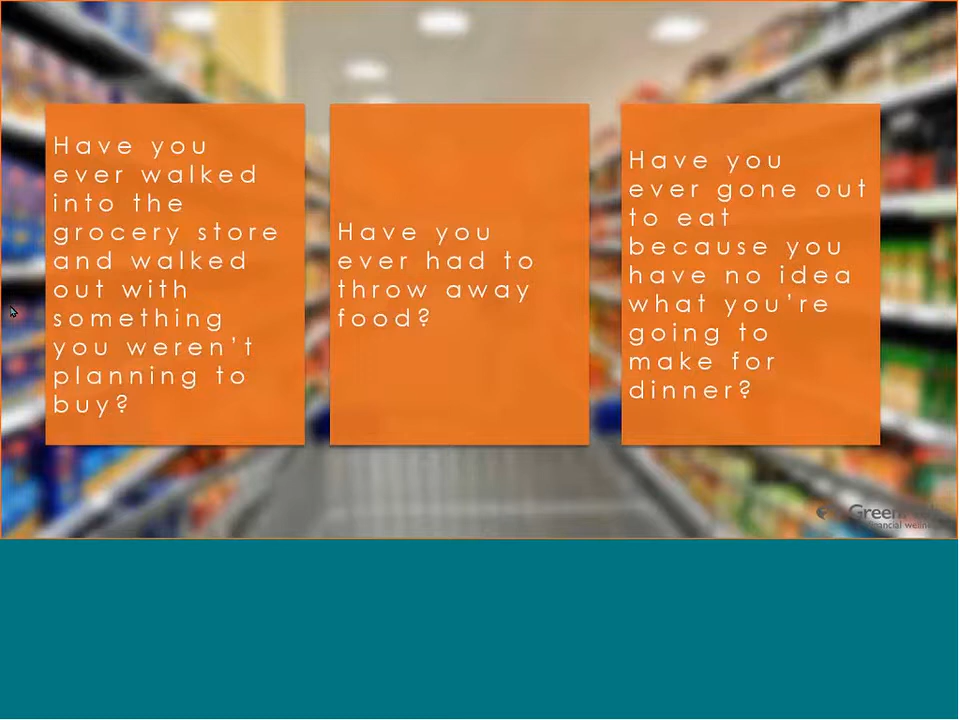 Have you
ever walked
into the
grocery store
and walked
out with
something
you weren't
planning to
buy?
Have you
ever had to
throw away
food?
Have you
ever gone out
to eat
because you
have no idea
what you're
going to
make for
dinner?
financial